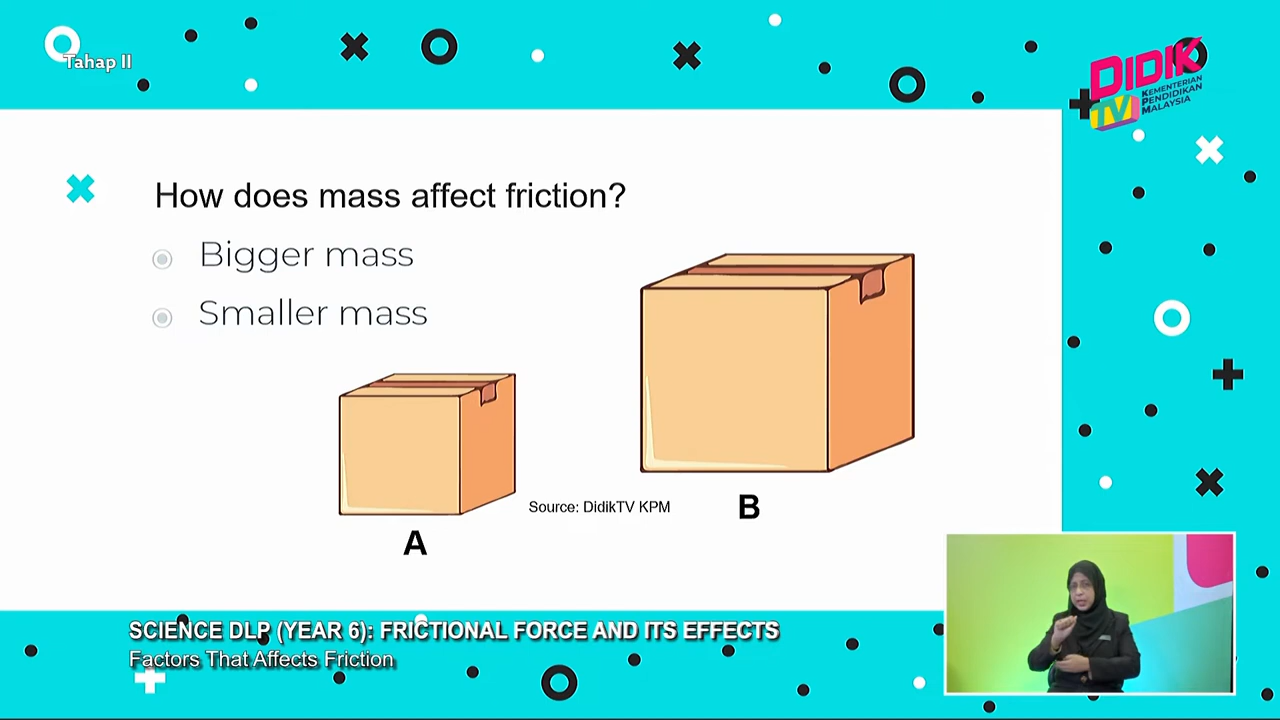 Tahap II
DIDIK
TV
KEMENTERIAN
PENDIDIKAN
MALAYSIA
How does mass affect friction?
Bigger mass
Smaller mass
Source: DidikTV KPM
A
B
SCIENCE DLP (YEAR 6): FRICTIONAL FORCE AND ITS EFFECTS
Factors That Affects Friction